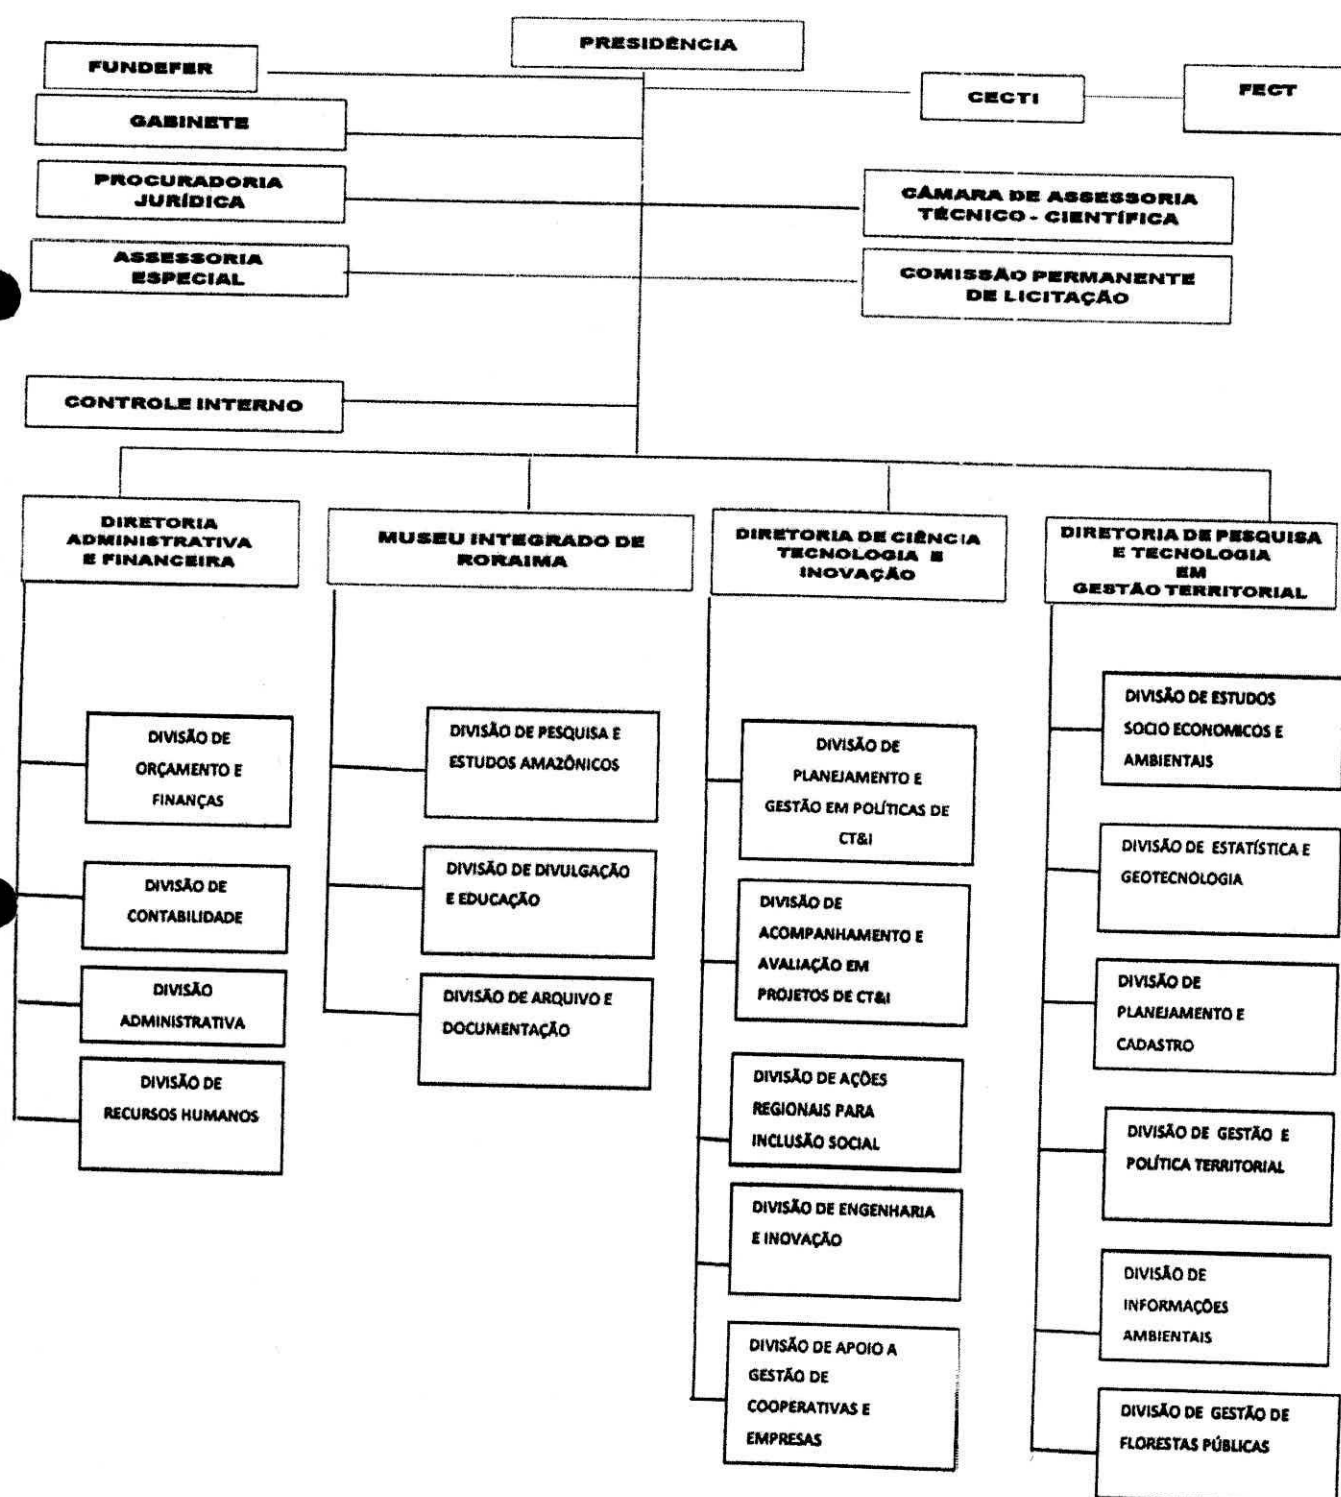 PRESIDÊNCIA
FUNDEFER
CECTI
FECT
GABINETE
PROCURADORIA
JURÍDICA
CÂMARA DE ASSESSORIA
TÉCNICO - CIENTÍFICA
ASSESSORIA
ESPECIAL
COMISSÃO PERMANENTE
DE LICITAÇÃO
CONTROLE INTERNO
DIRETORIA
ADMINISTRATIVA
E FINANCEIRA
MUSEU INTEGRADO DE
RORAIMA
DIRETORIA DE CIÊNCIA
TECNOLOGIA E
INOVAÇÃO
DIRETORIA DE PESQUISA
E TECNOLOGIA
EM
GESTÃO TERRITORIAL
DIVISÃO DE
ORÇAMENTO E
FINANÇAS
DIVISÃO DE
CONTABILIDADE
DIVISÃO
ADMINISTRATIVA
DIVISÃO DE
RECURSOS HUMANOS
DIVISÃO DE PESQUISA E
ESTUDOS AMAZÔNICOS
DIVISÃO DE DIVULGAÇÃO
E EDUCAÇÃO
DIVISÃO DE ARQUIVO E
DOCUMENTAÇÃO
DIVISÃO DE
PLANEJAMENTO E
GESTÃO EM POLÍTICAS DE
CT&I
DIVISÃO DE
ACOMPANHAMENTO E
AVALIAÇÃO EM
PROJETOS DE CT&I
DIVISÃO DE AÇÕES
REGIONAIS PARA
INCLUSÃO SOCIAL
DIVISÃO DE ENGENHARIA
E INOVAÇÃO
DIVISÃO DE APOIO A
GESTÃO DE
COOPERATIVAS E
EMPRESAS
DIVISÃO DE ESTUDOS
SOCIO ECONOMICOS E
AMBIENTAIS
DIVISÃO DE ESTATÍSTICA E
GEOTECNOLOGIA
DIVISÃO DE
PLANEJAMENTO E
CADASTRO
DIVISÃO DE GESTÃO E
POLÍTICA TERRITORIAL
DIVISÃO DE
INFORMAÇÕES
AMBIENTAIS
DIVISÃO DE GESTÃO DE
FLORESTAS PÚBLICAS